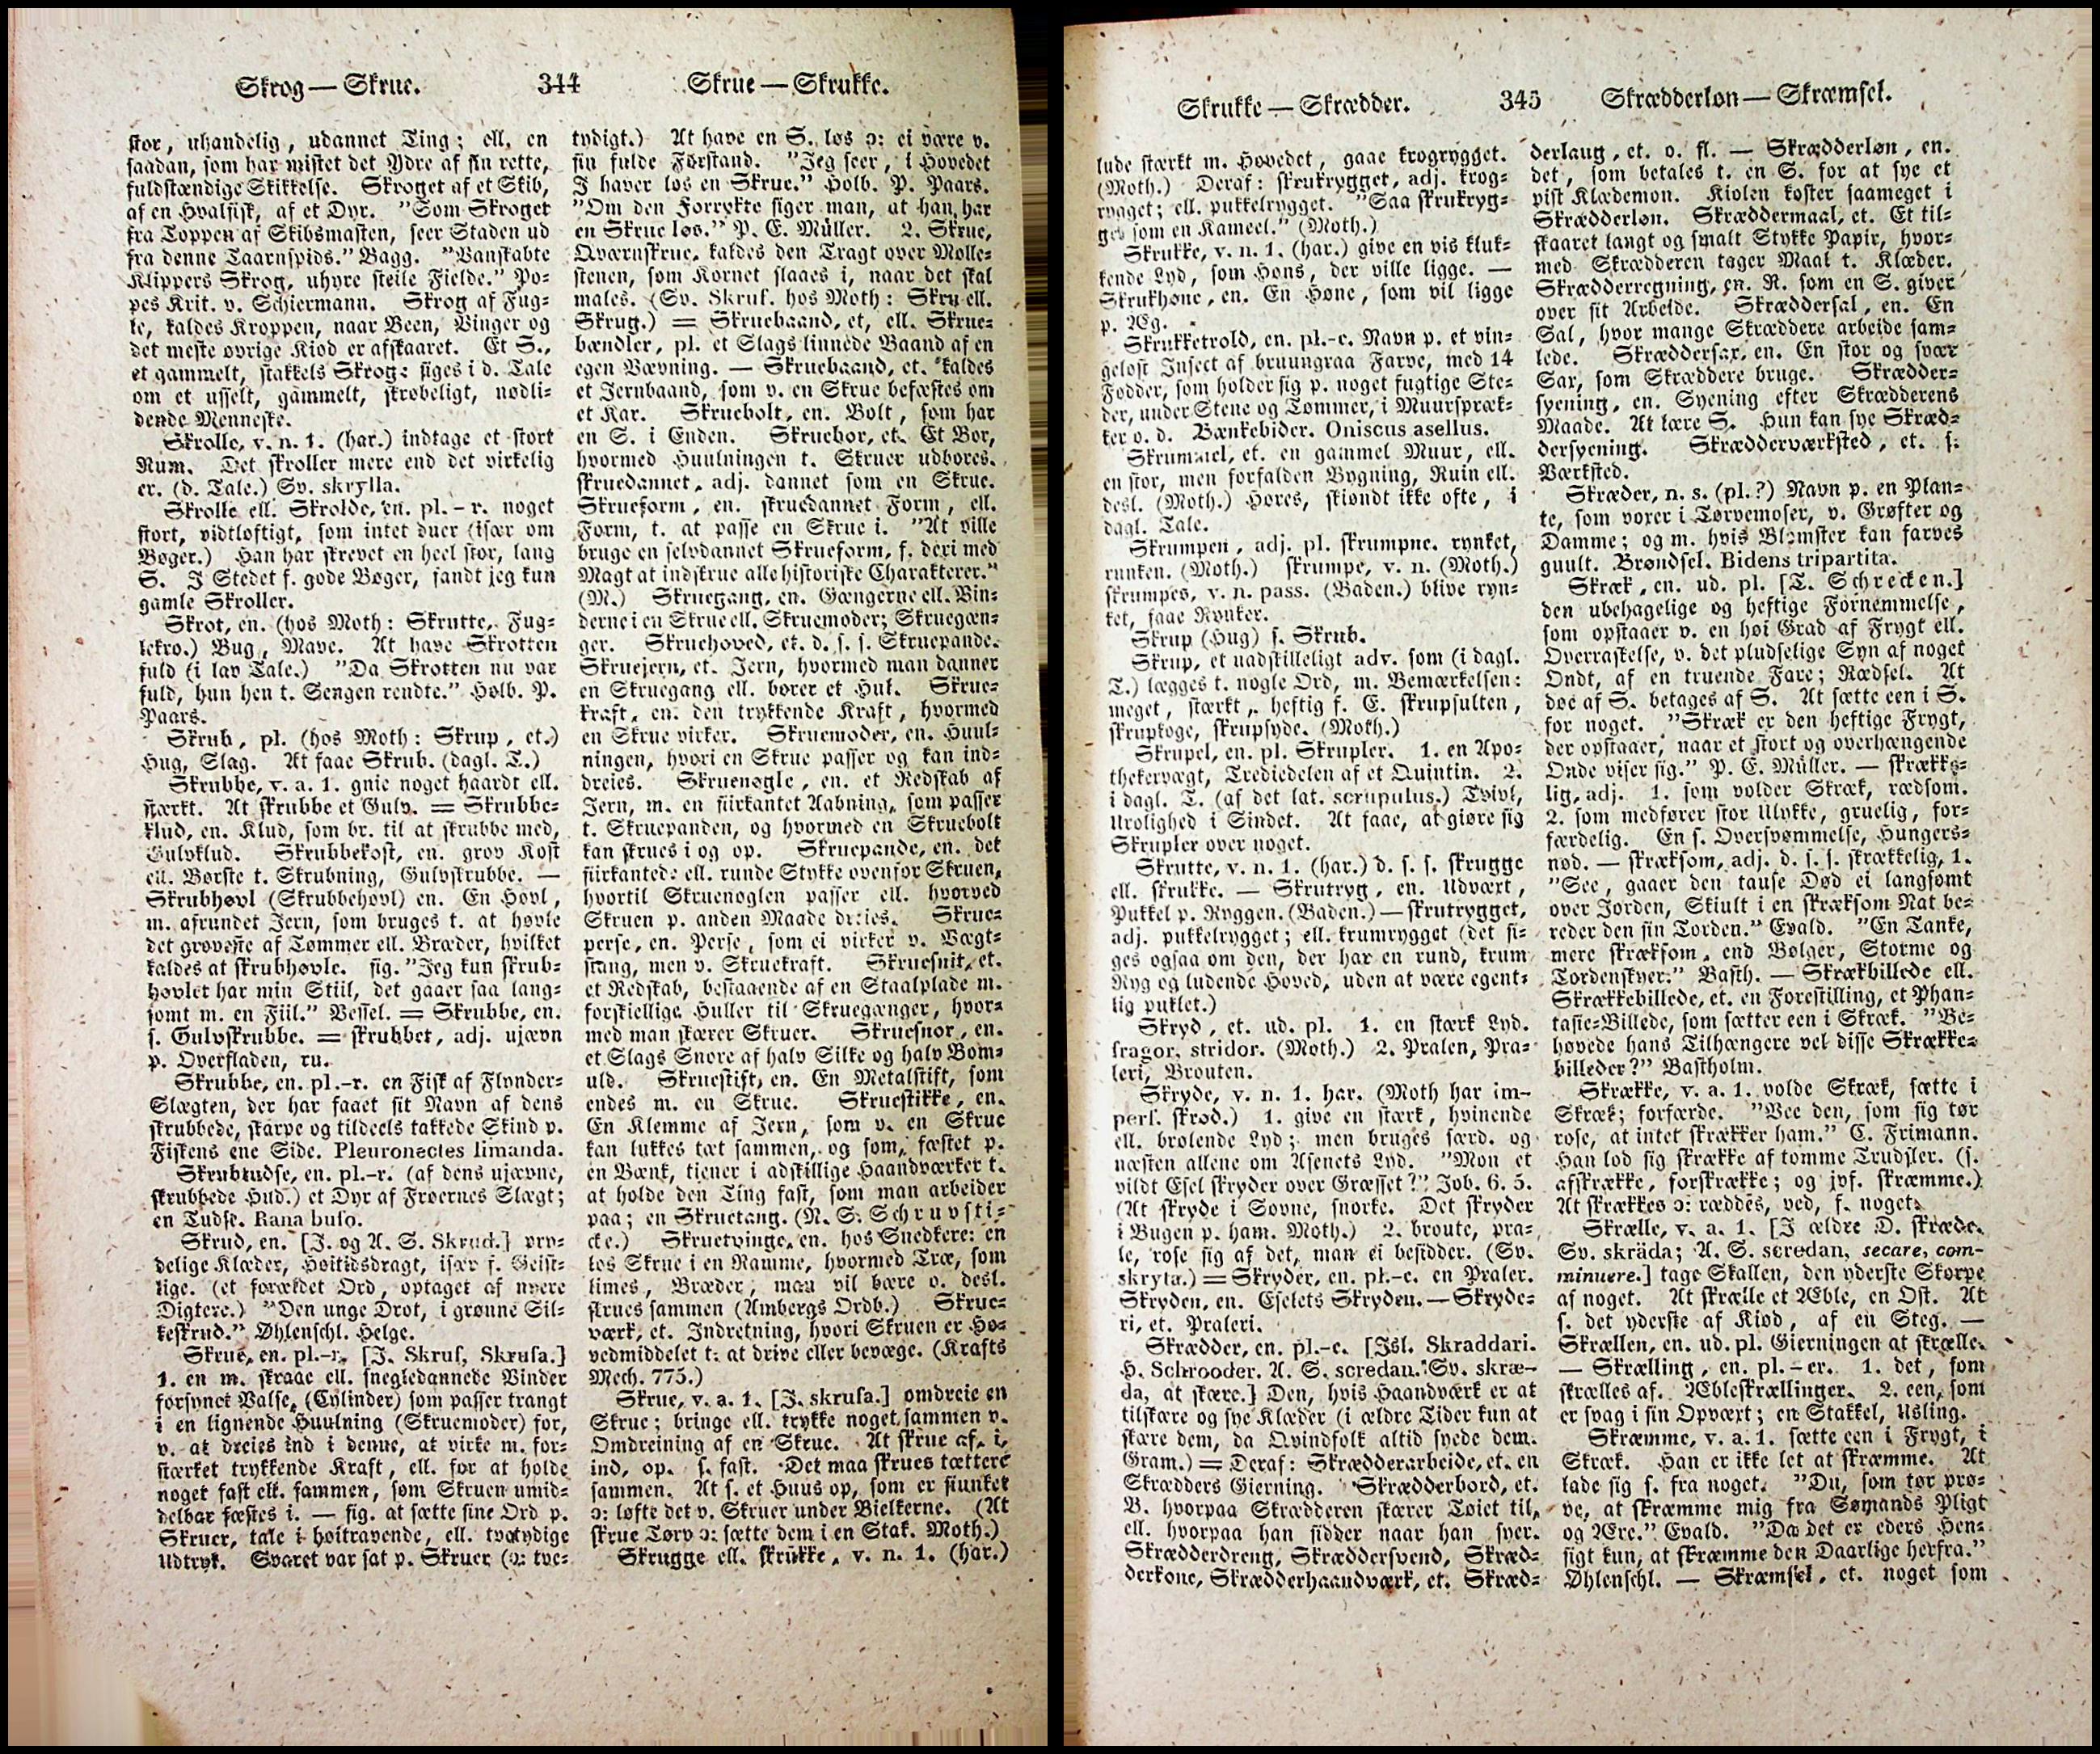 Skrog — Skrue.
344
Skrue — Skrukke.
stor, uhandelig, udannet Ting; ell. en
saadan, som har mistet det Ydre af sin rette,
fuldstændige Skikkelse. Skroget af et Skib,
af en Hvalfisk, af et Dyr. "Som Skroget
fra Toppen af Skibsmasten, seer Staden ud
fra denne Taarnspids." Bagg. "Vanskabte
Klippers Skrog, uhyre steile Fielde." Po-
pes Krit. v. Schiermann. Skrog af Fug-
le, kaldes Kroppen, naar Been, Vinger og
det meste øvrige Kiød er afskaaret. Et S.,
et gammelt, stakkels Skrog: siges i d. Tale
om et usselt, gammelt, skrøbeligt, nødli-
dende Menneske.
Skrolle, v. n. 1. (har.) indtage et stort
Rum. Det skroller mere end det virkelig
er. (d. Tale.) Sv. skrylla.
Skrolle ell. Skrolde, en. pl. - r. noget
stort, vidtløftigt, som intet duer (især om
Bøger.) Han har skrevet en heel stor, lang
S. I Stedet f. gode Bøger, fandt jeg kun
gamle Skroller.
Skrot, en. (hos Moth: Skrutte, Fug-
lekro.) Bug, Mave. At have Skrotten
fuld (i lav Tale.) "Da Skrotten nu var
fuld, hun hen t. Sengen rendte." Holb. P.
Paars.
Skrub, pl. (hos Moth: Skrup, et.)
Hug, Slag. At faae Skrub. (dagl. T.)
Skrubbe, v. a. 1. gnie noget haardt ell.
stærkt. At skrubbe et Gulv. = Skrubbe-
klud, en. Klud, som br. til at skrubbe med,
Gulvklud. Skrubbekost, en. grov Kost
ell. Børste t. Skrubning, Gulvskrubbe. —
Skrubhøvl (Skrubbehøvl) en. En Høvl,
m. afrundet Jern, som bruges t. at høvle
det groveste af Tømmer ell. Bræder, hvilket
kaldes at skrubhøvle. fig. "Jeg kun skrub-
høvlet har min Stiil, det gaaer saa lang-
somt m. en Fiil." Vessel. = Skrubbe, en.
s. Gulvskrubbe. = skrubbet, adj. ujævn
p. Overfladen, ru.
Skrubbe, en. pl.-r. en Fisk af Flynder-
Slægten, der har faaet sit Navn af dens
skrubbede, skarpe og tildeels takkede Skind p.
Fiskens ene Side. Pleuronectes limanda.
Skrubtudse, en. pl.-r. (af dens ujævne,
skrubbede Hud.) et Dyr af Frøernes Slægt;
en Tudse. Rana bufo.
Skrud, en. [J. og A. S. Skrud.] pry-
delige Klæder, Høitidsdragt, især f. Geist-
lige. (et forældet Ord, optaget af nyere
Digtere.) "Den unge Drot, i grønne Sil-
keskrud." Øhlenschl. Helge.
Skrue, en. pl.-r. [J. Skruf, Skrufa.]
1. en m. skraae ell. snegledannede Vinder
forsynet Valse, (Cylinder) som passer trangt
i en lignende Huulning (Skruemoder) for,
v. at dreies ind i denne, at virke m. for-
stærket trykkende Kraft, ell. for at holde
noget fast ell. sammen, som Skruen umid-
delbar fæstes i. — fig. at sætte sine Ord p.
Skruer, tale i høitravende, ell. tvetydige
Udtryk. Svaret var sat p. Skruer (ɔ: tve-
tydigt.) At have en S. løs ɔ: ei være v.
sin fulde Forstand. "Jeg seer, i Hovedet
I haver løs en Skrue." Holb. P. Paars.
"Om den Forrykte siger man, at han har
en Skrue løs." P. E. Müller. 2. Skrue,
Qværnskrue, kaldes den Tragt over Mølle-
stenen, som Kornet slaaes i, naar det skal
males. (Sv. Skruf. hos Moth: Skru ell.
Skrug.) = Skruebaand, et, ell. Skrue-
bændler, pl. et Slags linnede Baand af en
egen Vævning. — Skruebaand, et. kaldes
et Jernbaand, som v. en Skrue befæstes om
et Kar. Skruebolt, en. Bolt, som har
en S. i Enden. Skruebor, et. Et Bor,
hvormed Huulningen t. Skruer udbores.
skruedannet, adj. dannet som en Skrue.
Skrueform, en. skruedannet Form, ell.
Form, t. at passe en Skrue i. "At ville
bruge en selvdannet Skrueform, f. deri med
Magt at indskrue alle historiske Charakterer."
(M.) Skruegang, en. Gængerne ell. Vin-
derne i en Skrue ell. Skruemoder; Skruegæn-
ger. Skruehoved, et. d. s. s. Skruepande.
Skruejern, et. Jern, hvormed man danner
en Skruegang ell. borer et Hul. Skrue-
kraft, en. den trykkende Kraft, hvormed
en Skrue virker. Skruemoder, en. Huul-
ningen, hvori en Skrue passer og kan ind-
dreies. Skruenøgle, en. et Redskab af
Jern, m. en fiirkantet Aabning, som passer
t. Skruepanden, og hvormed en Skruebolt
kan skrues i og op. Skruepande, en. det
fiirkantede ell. runde Stykke ovenfor Skruen,
hvortil Skruenøglen passer ell. hvorved
Skruen p. anden Maade dreies. Skrue-
perse, en. Perse, som ei virker v. Vægt-
stang, men v. Skruekraft. Skruesnit, et.
et Redskab, bestaaende af en Staalplade m.
forskiellige Huller til Skruegænger, hvor-
med man skærer Skruer. Skruesnor, en.
et Slags Snore af halv Silke og halv Bom-
uld. Skruestift, en. En Metalstift, som
endes m. en Skrue. Skruestikke, en.
En Klemme af Jern, som v. en Skrue
kan lukkes tæt sammen, og som, fæstet p.
en Bænk, tiener i adskillige Haandværker t.
at holde den Ting fast, som man arbeider
paa; en Skruetang. (N. S. Schruvsti-
cke.) Skruetvinge, en. hos Snedkere: en
løs Skrue i en Ramme, hvormed Træ, som
limes, Bræder, man vil bære o. desl.
skrues sammen (Ambergs Ordb.) Skrue-
værk, et. Indretning, hvori Skruen er Ho-
vedmiddelet t. at drive eller bevæge. (Krafts
Mech. 775.)
Skrue, v. a. 1. [J. skrufa.] omdreie en
Skrue; bringe ell. trykke noget sammen v.
Omdreining af en Skrue. At skrue af, i,
ind, op. s. fast. Det maa skrues tættere
sammen. At s. et Huus op, som er siunket
ɔ: løfte det v. Skruer under Bielkerne. (At
skrue Tørv ɔ: sætte dem i en Stak. Moth.)
Skrugge ell. skrukke, v. n. 1. (har.)
Skrukke — Skrædder.
345
Skrædderløn — Skræmsel.
lude stærkt m. Hovedet, gaae krogrygget.
(Moth.) Deraf: skrukrygget, adj. krog-
rygget; ell. pukkelrygget. "Saa skrukryg-
get som en Kameel." (Moth.)
Skrukke, v. n. 1. (har.) give en vis kluk-
kende Lyd, som Høns, der ville ligge. —
Skrukhøne, en. En Høne, som vil ligge
p. Æg.
Skrukketrold, en. pl.-e. Navn p. et vin-
geløst Insect af bruungraa Farve, med 14
Fødder, som holder sig p. noget fugtige Ste-
der, under Stene og Tømmer, i Muurspræk-
ker o. d. Bænkebider. Oniscus asellus.
Skrummel, et. en gammel Muur, ell.
en stor, men forfalden Bygning, Ruin ell.
desl. (Moth.) Høres, skiøndt ikke ofte, i
dagl. Tale.
Skrumpen, adj. pl. skrumpne. rynket,
runken. (Moth.) skrumpe, v. n. (Moth.)
skrumpes, v. n. pass. (Baden.) blive ryn-
ket, faae Rynker.
Skrup (Hug) s. Skrub.
Skrup, et uadskilleligt adv. som (i dagl.
T.) lægges t. nogle Ord, m. Bemærkelsen:
meget, stærkt, heftig f. E. skrupsulten,
skrupkoge, skrupsyde. (Moth.)
Skrupel, en. pl. Skrupler. 1. en Apo-
thekervægt, Trediedelen af et Quintin. 2.
i dagl. T. (af det lat. scrupulus.) Tvivl,
Urolighed i Sindet. At faae, at giøre sig
Skrupler over noget.
Skrutte, v. n. 1. (har.) d. s. s. skrugge
ell. skrukke. — Skrutryg, en. Udvært,
Pukkel p. Ryggen. (Baden.) — skrutrygget,
adj. pukkelrygget; ell. krumrygget (det si-
ges ogsaa om den, der har en rund, krum
Ryg og ludende Hoved, uden at være egent-
lig puklet.)
Skryd, et. ud. pl. 1. en stærk Lyd.
fragor, stridor. (Moth.) 2. Pralen, Pra-
leri, Brouten.
Skryde, v. n. 1. har. (Moth har im-
perf. skrød.) 1. give en stærk, hvinende
ell. brølende Lyd; men bruges særd. og
næsten allene om Asenets Lyd. "Mon et
vildt Esel skryder over Græsset?" Job. 6. 5.
(At skryde i Søvne, snorke. Det skryder
i Bugen p. ham. Moth.) 2. broute, pra-
le, rose sig af det, man ei besidder. (Sv.
skryta.) = Skryder, en. pl.-e. en Praler.
Skryden, en. Eselets Skryden. — Skryde-
ri, et. Praleri.
Skrædder, en. pl.-e. [Isl. Skraddari.
H. Schrooder. A. S. scredan. Sv. skræ-
da, at skære.] Den, hvis Haandværk er at
tilskære og sye Klæder (i ældre Tider kun at
skære dem, da Qvindfolk altid syede dem.
Gram.) = Deraf: Skrædderarbeide, et. en
Skrædders Gierning. Skrædderbord, et.
B. hvorpaa Skrædderen skærer Tøiet til,
ell. hvorpaa han sidder naar han syer.
Skrædderdreng, Skræddersvend, Skræd-
derkone, Skrædderhaandværk, et. Skræd-
derlaug, et. o. fl. — Skrædderløn, en.
det, som betales t. en S. for at sye et
vist Klædemon. Kiolen koster saameget i
Skrædderløn. Skræddermaal, et. Et til-
skaaret langt og smalt Stykke Papir, hvor-
med Skrædderen tager Maal t. Klæder.
Skrædderregning, en. R. som en S. giver
over sit Arbeide. Skræddersal, en. En
Sal, hvor mange Skræddere arbeide sam-
lede. Skræddersax, en. En stor og svær
Sax, som Skræddere bruge. Skrædder-
syening, en. Syening efter Skrædderens
Maade. At lære S. Hun kan sye Skræd-
dersyening. Skrædderværksted, et. s.
Værksted.
Skræder, n. s. (pl.?) Navn p. en Plan-
te, som voxer i Tørvemoser, v. Grøfter og
Damme; og m. hvis Blomster kan farves
guult. Brøndsel. Bidens tripartita.
Skræk, en. ud. pl. [T. Schrecken.]
den ubehagelige og heftige Fornemmelse,
som opstaaer v. en høi Grad af Frygt ell.
Overraskelse, v. det pludselige Syn af noget
Ondt, af en truende Fare; Rædsel. At
døe af S. betages af S. At sætte een i S.
for noget. "Skræk er den heftige Frygt,
der opstaaer, naar et stort og overhængende
Onde viser sig." P. E. Müller. — skrække-
lig, adj. 1. som volder Skræk, rædsom.
2. som medfører stor Ulykke, gruelig, for-
færdelig. En s. Oversvømmelse, Hungers-
nød. — skræksom, adj. d. s. s. skrækkelig, 1.
"See, gaaer den tause Død ei langsomt
over Jorden, Skiult i en skræksom Nat be-
reder den sin Torden." Evald. "En Tanke,
mere skræksom, end Bølger, Storme og
Tordenskyer." Basth. — Skrækbillede ell.
Skrækkebillede, et. en Forestilling, et Phan-
tasie-Billede, som sætter een i Skræk. "Be-
høvede hans Tilhængere vel disse Skrække-
billeder?" Bastholm.
Skrække, v. a. 1. volde Skræk, sætte i
Skræk; forfærde. "Vee den, som sig tør
rose, at intet skrækker ham." C. Frimann.
Han lod sig skrække af tomme Trudsler. (s.
afskrække, forskrække; og jvf. skræmme.)
At skrækkes ɔ: ræddes, ved, f. noget.
Skrælle, v. a. 1. [I ældre D. skræde.
Sv. skräda; A. S. scredan, secare, com-
minuere.] tage Skallen, den yderste Skorpe
af noget. At skrælle et Æble, en Ost. At
s. det yderste af Kiød, af en Steg. —
Skrællen, en. ud. pl. Gierningen at skrælle.
— Skrælling, en. pl. - er. 1. det, som
skrælles af. Æbleskrællinger. 2. een, som
er svag i sin Opvært; en Stakkel, Usling.
Skræmme, v. a. 1. sætte een i Frygt, i
Skræk. Han er ikke let at skræmme. At
lade sig s. fra noget. "Du, som tør prø-
ve, at skræmme mig fra Sømands Pligt
og Ære." Evald. "Da det er eders Hen-
sigt kun, at skræmme den Daarlige herfra."
Øhlenschl. — Skræmsel, et. noget som